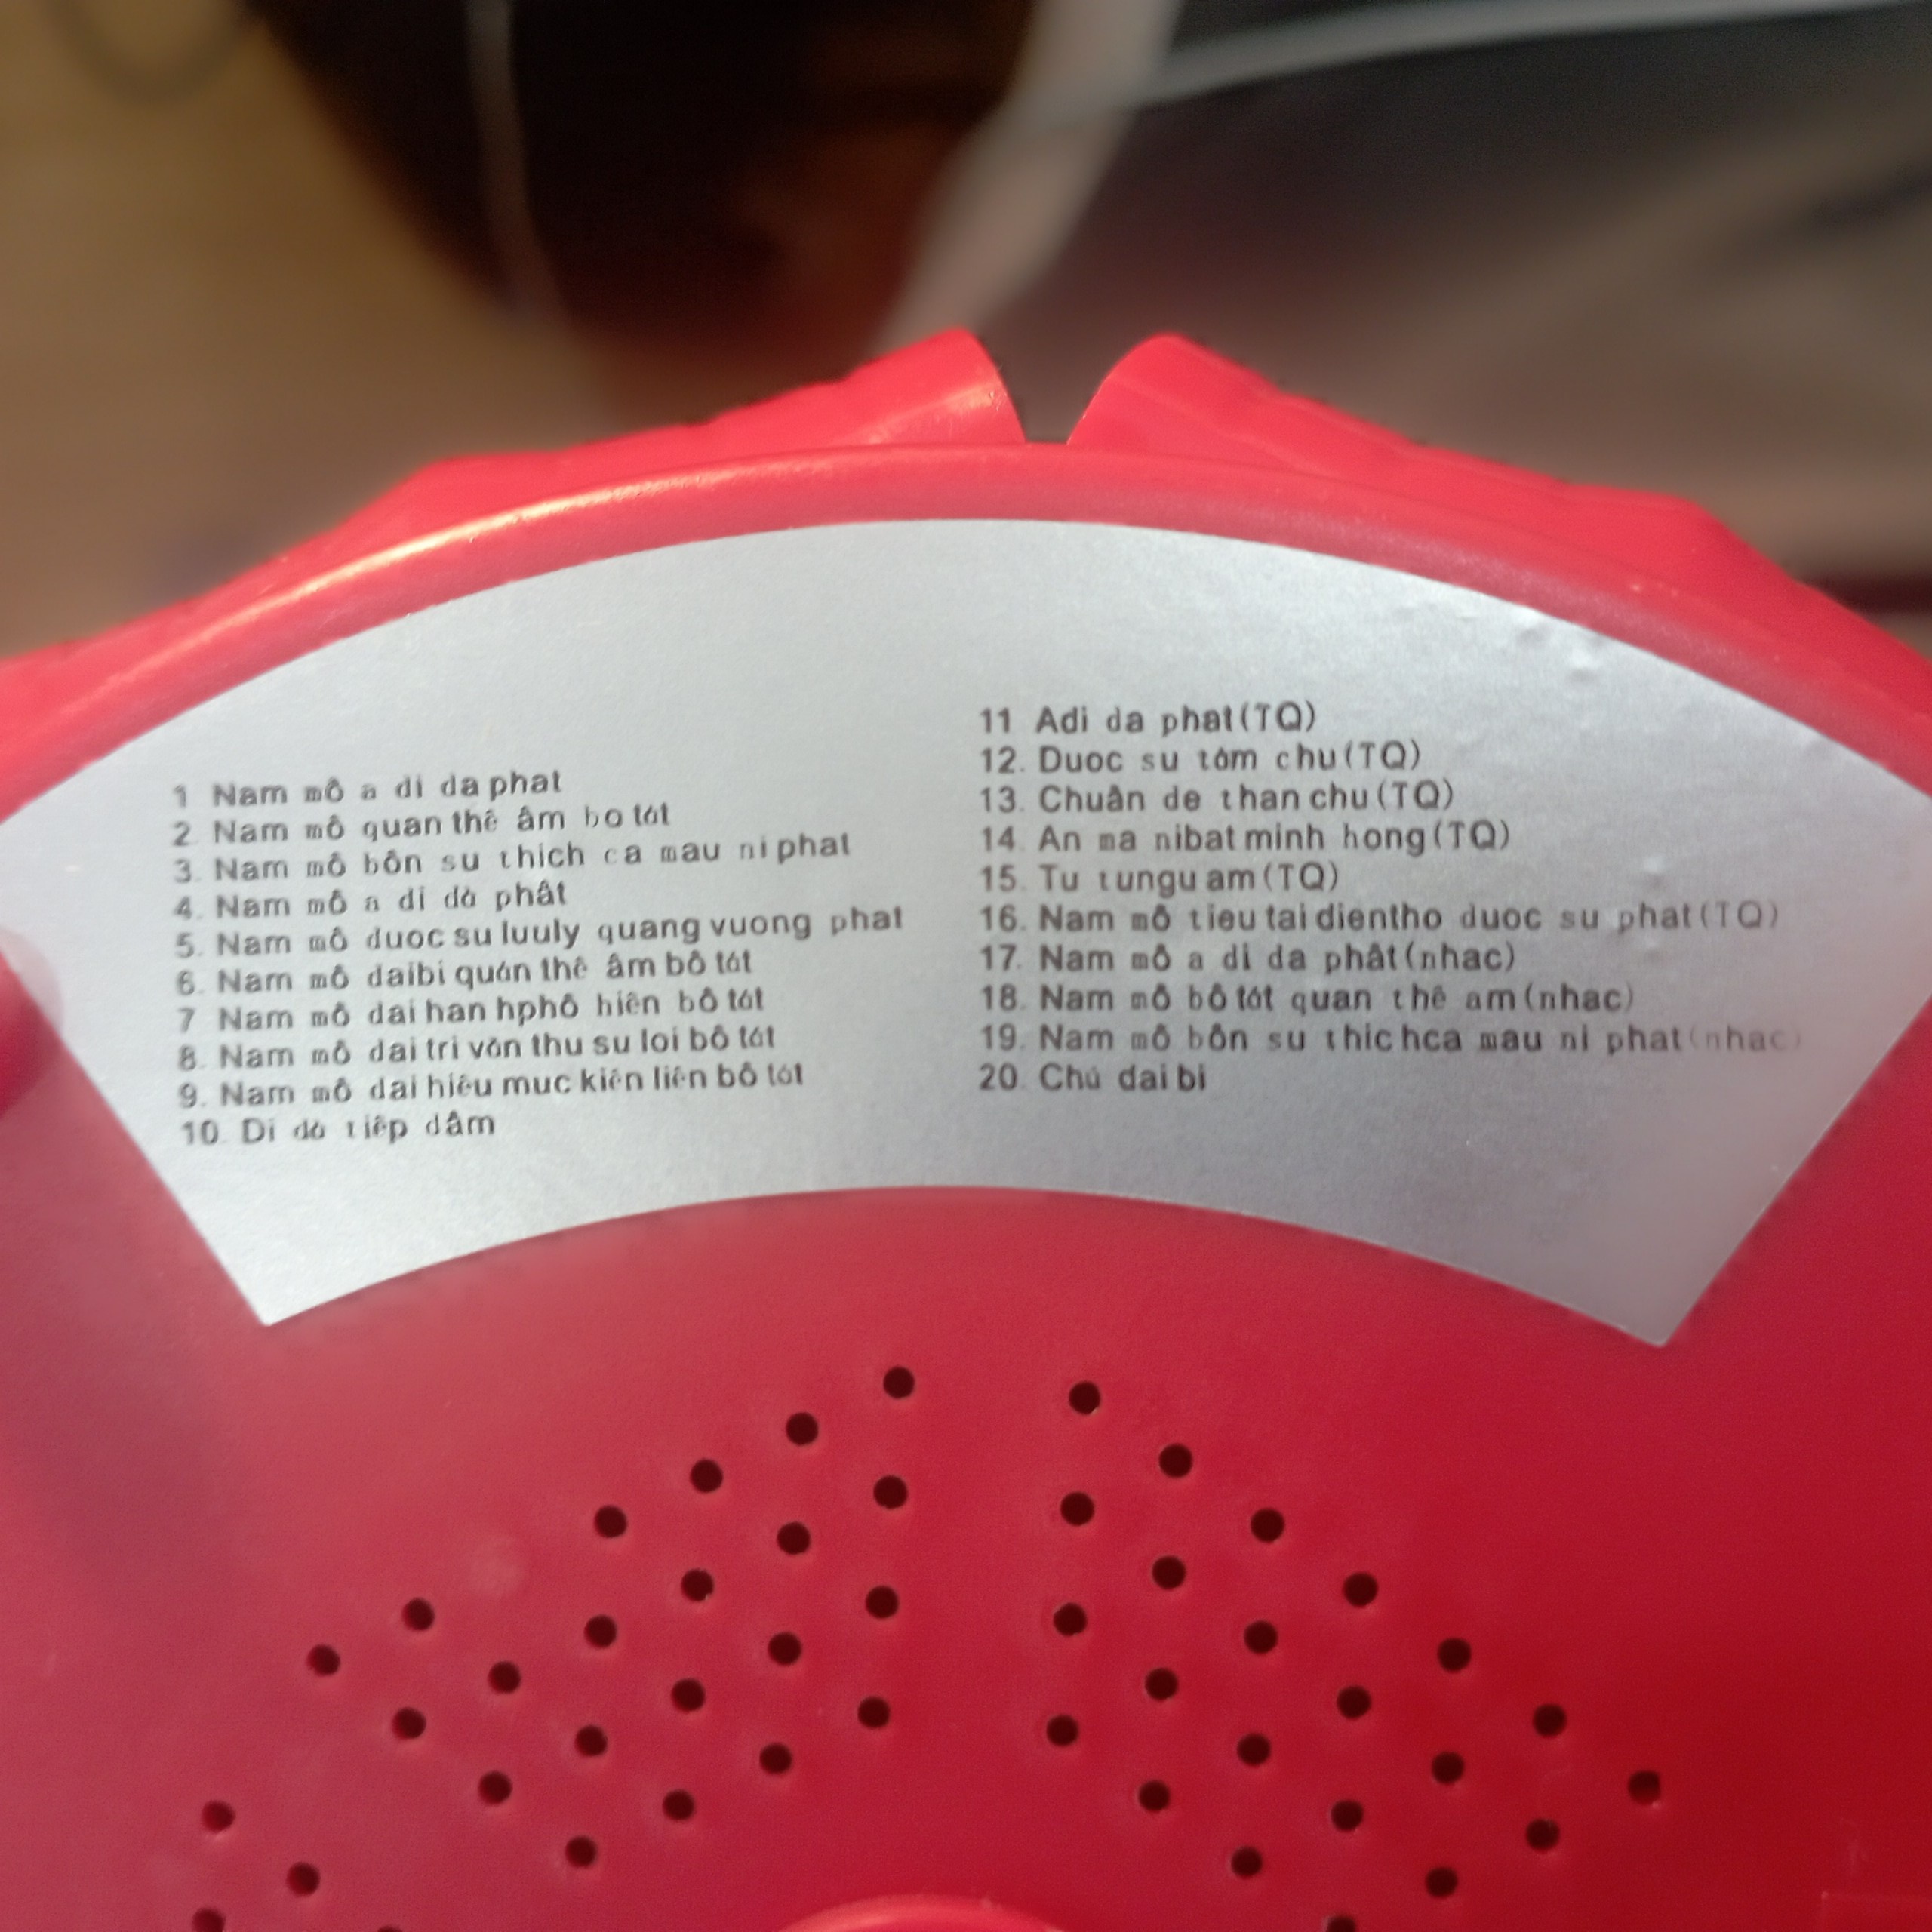 1 Nam mô a di da phat
2. Nam mô quan thê âm bo tót
3. Nam mô bôn su thich ca mau ni phat
4. Nam mô a di dà phât
5. Nam mô duoc su luuly quang vuong phat
6. Nam mô daibi quán thê âm bô tót
7 Nam mô dai han hphô hiên bô tót
8. Nam mô dai tri vón thu su loi bô tót
9. Nam mô dai hiêu muc kiên liên bô tót
10. Di dà tiêp dâm
11 Adi da phat(TQ)
12. Duoc su tóm chu(TQ)
13. Chuân de than chu(TQ)
14. An ma nibat minh hong(TQ)
15. Tu tungu am(TQ)
16. Nam mô tieu tai dientho duoc su phat(TQ)
17. Nam mô a di da phât(nhac)
18. Nam mô bô tót quan thê am(nhac)
19. Nam mô bôn su thic hca mau ni phat(nhac)
20. Chú dai bi